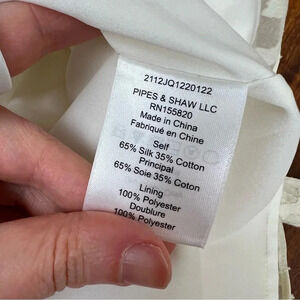 2112JQ1220122
PIPES & SHAW LLC
RN155820
Made in China
Fabriqué en Chine
Self
65% Silk 35% Cotton
Principal
65% Soie 35% Coton
Lining
100% Polyester
Doublure
100% Polyester